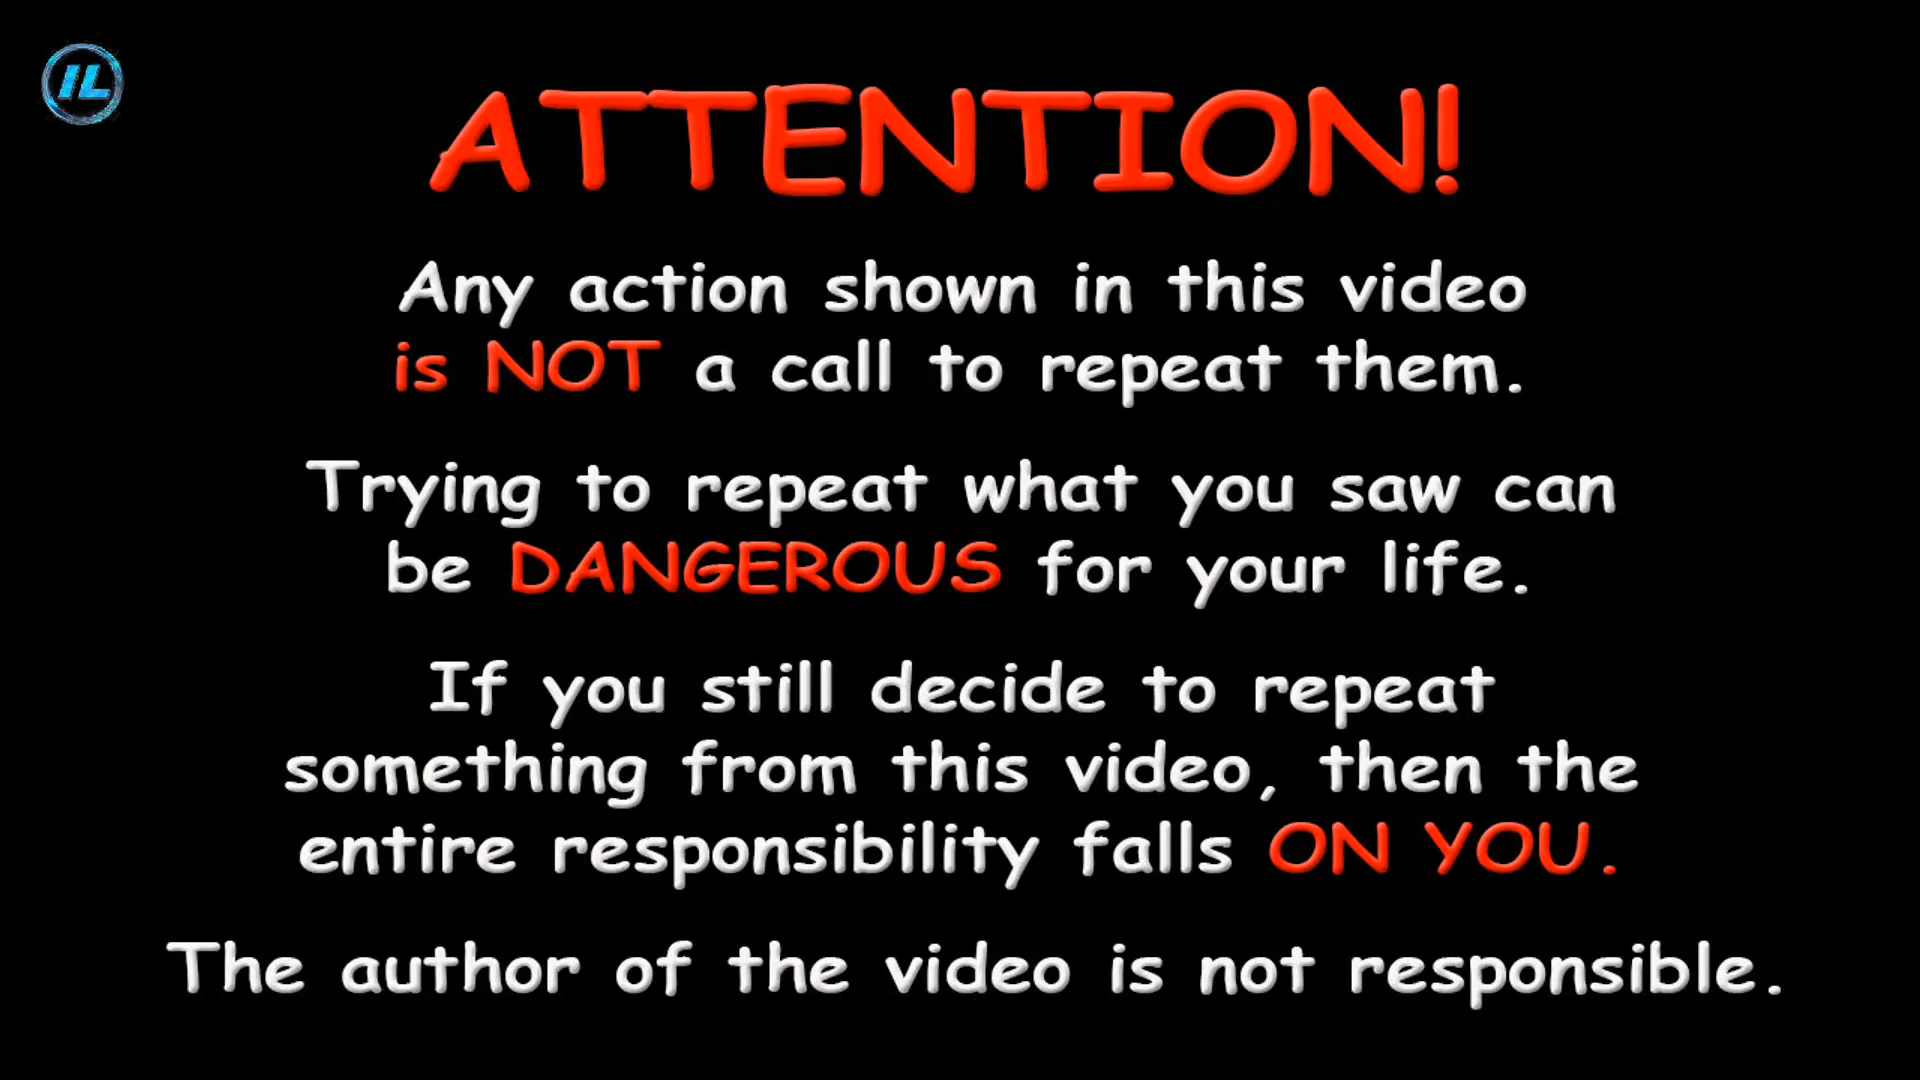 IL
ATTENTION!
Any action shown in this video
is NOT a call to repeat them.
Trying to repeat what you saw can
be DANGEROUS for your life.
If you still decide to repeat
something from this video, then the
entire responsibility falls ON YOU.
The author of the video is not responsible.